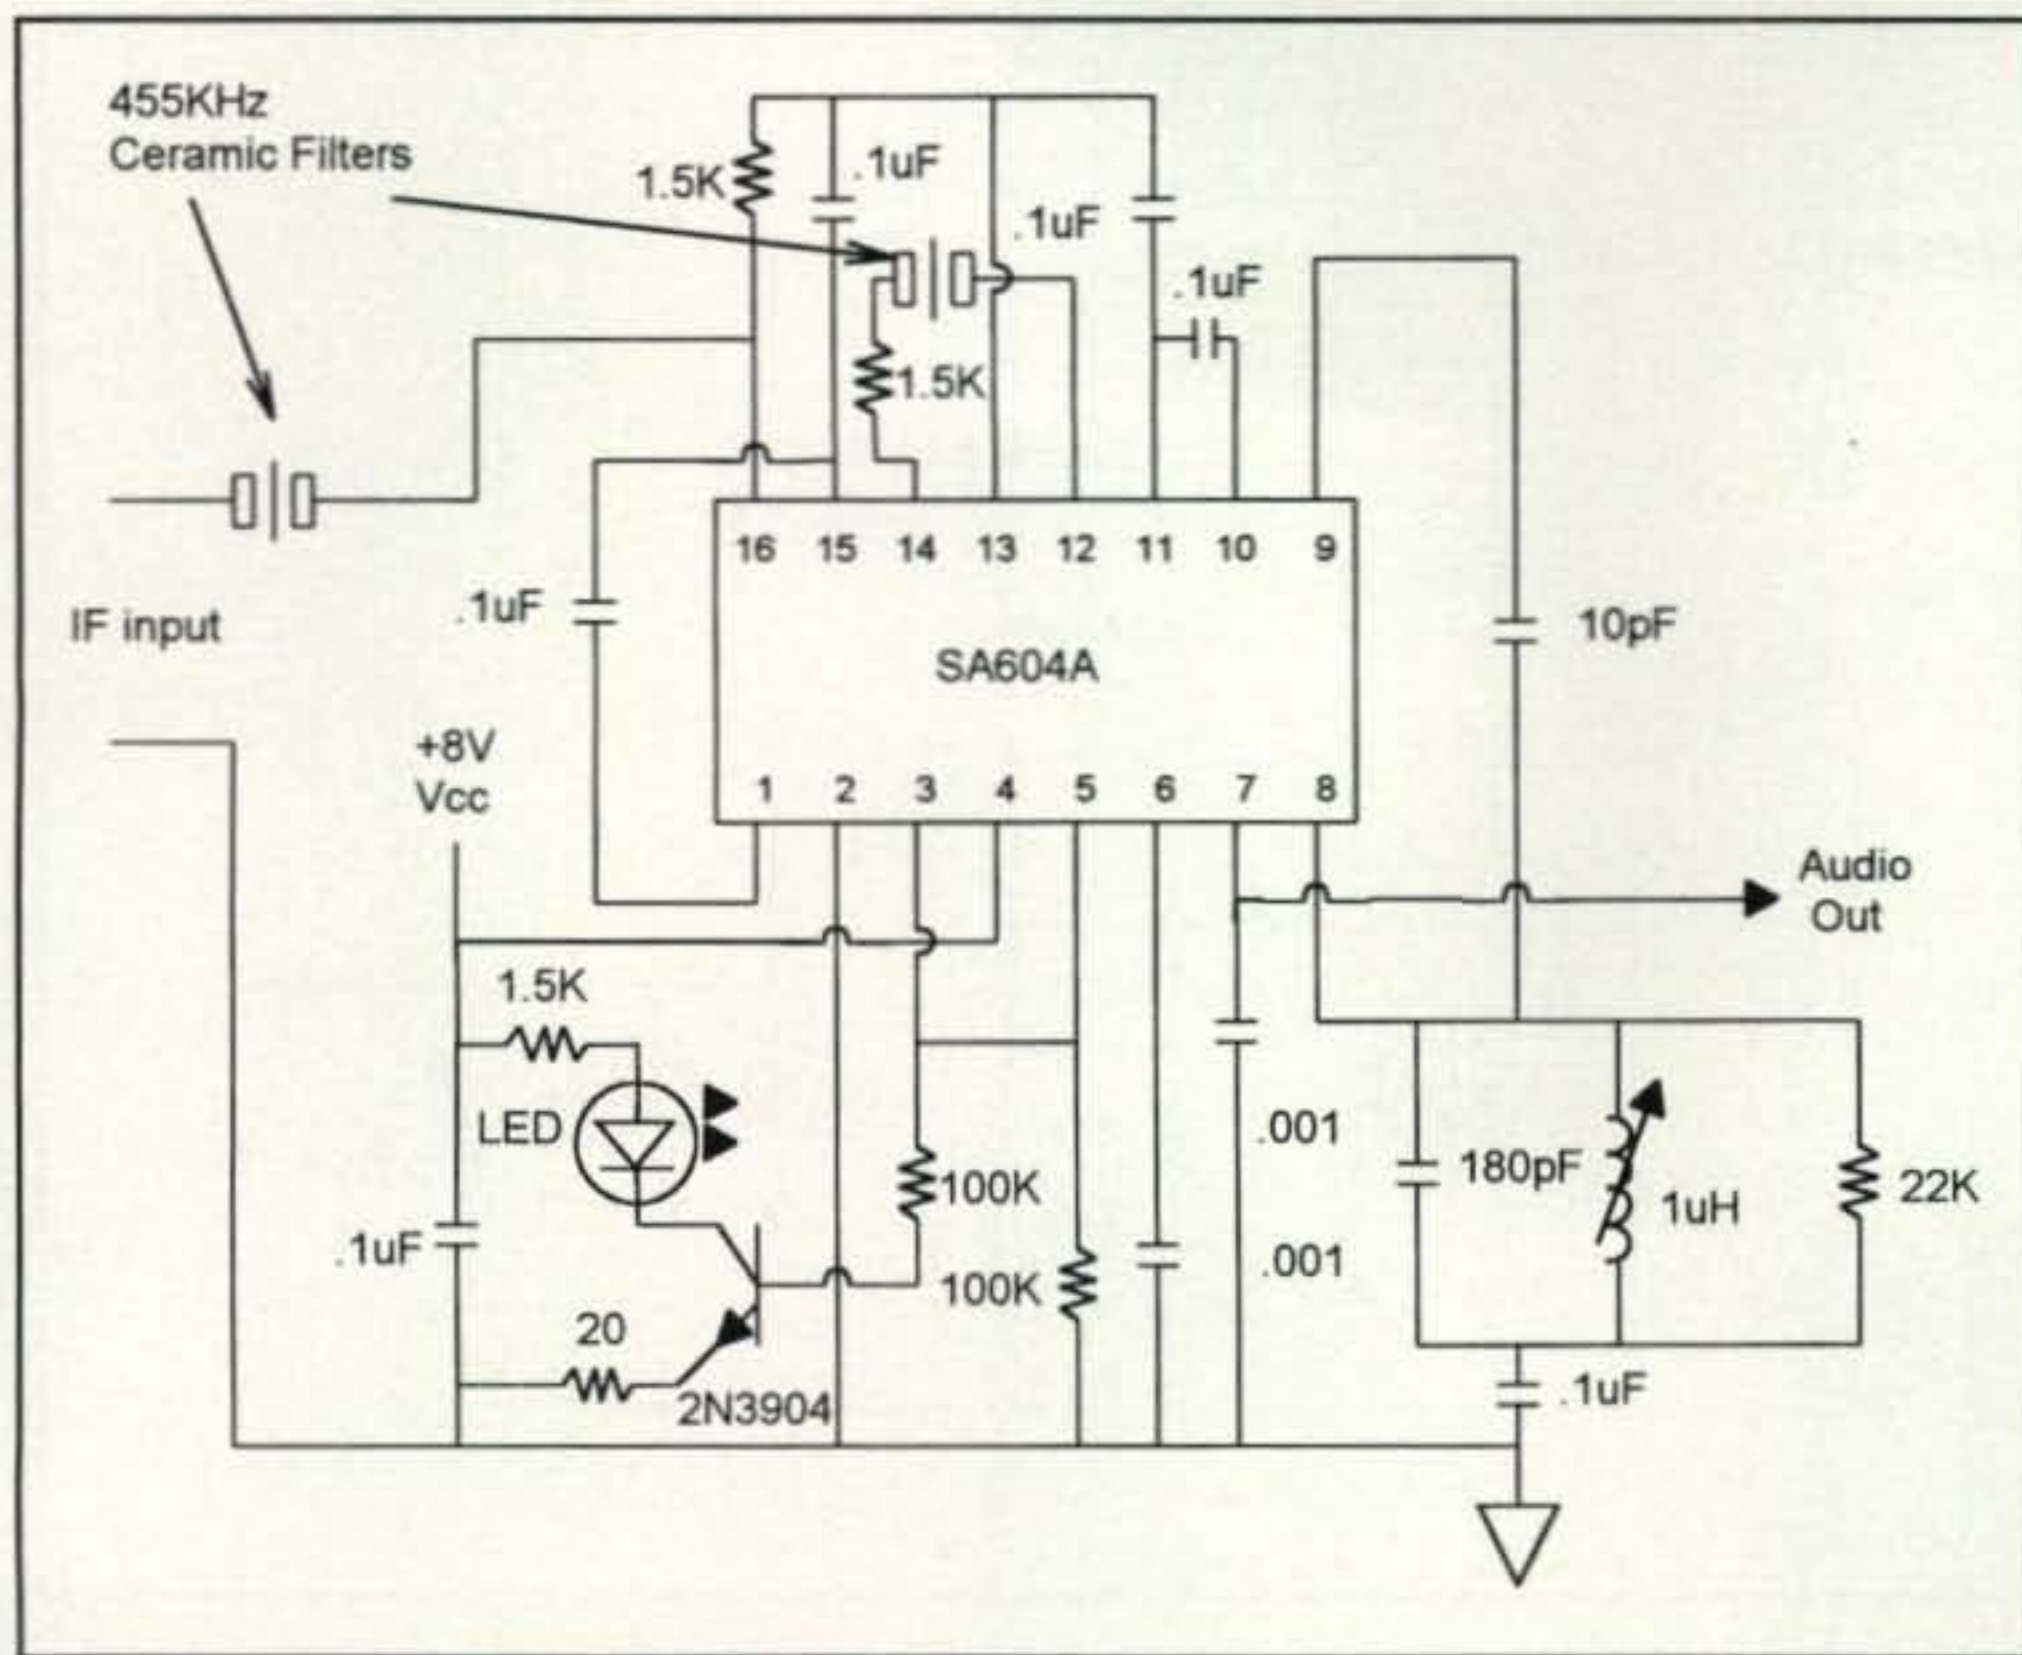 455KHz
Ceramic Filters
1.5K
.1uF
.1uF
.1uF
1.5K
16 15 14 13 12 11 10 9
IF input
.1uF
SA604A
10pF
+8V
Vcc
1 2 3 4 5 6 7 8
Audio
Out
1.5K
LED
.001
180pF
1uH
22K
100K
.1uF
100K
.001
20
2N3904
.1uF